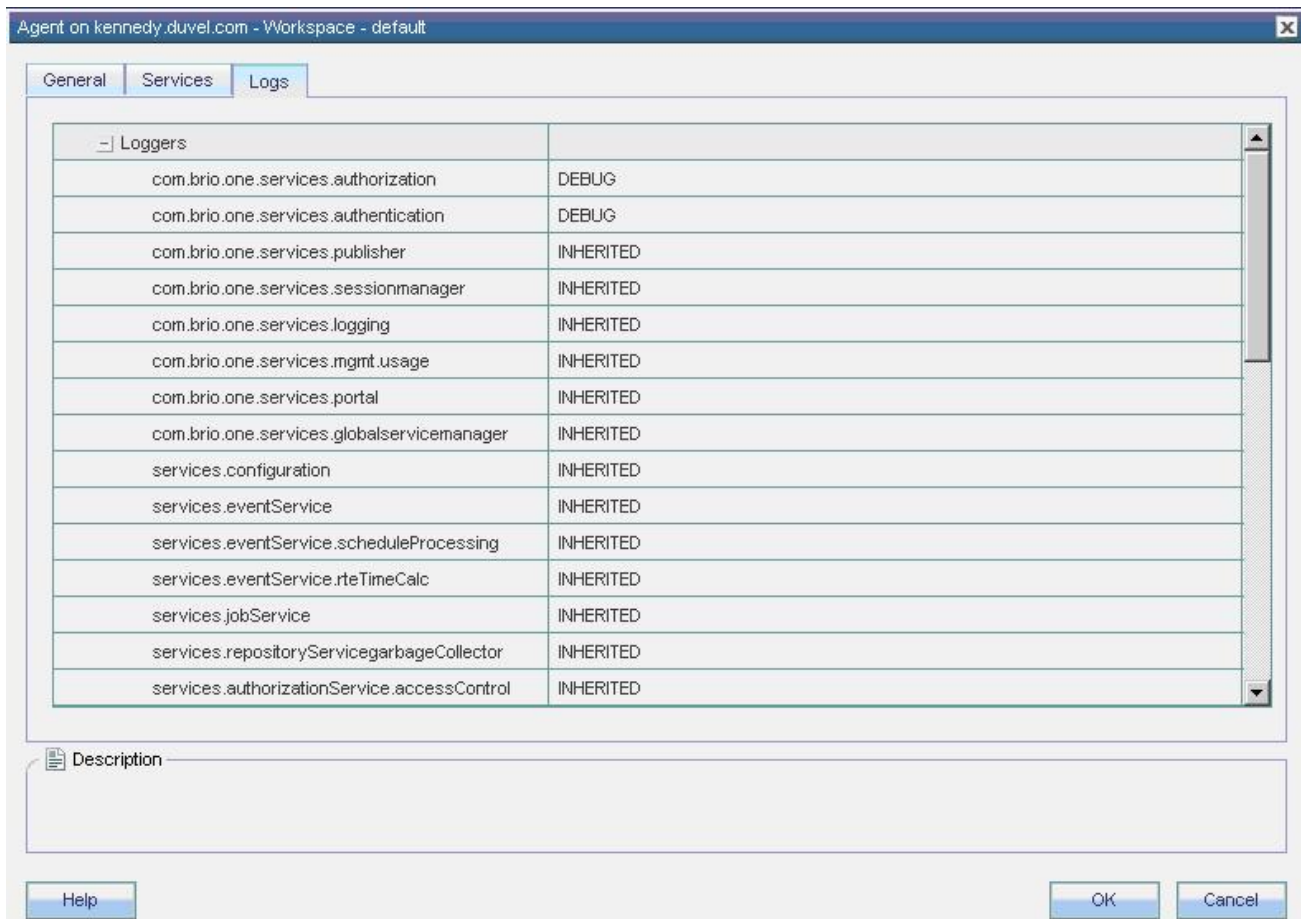 Agent on kennedy.duvel.com - Workspace - default
General Services Logs
Loggers
com.brio.one.services.authorization DEBUG
com.brio.one.services.authentication DEBUG
com.brio.one.services.publisher INHERITED
com.brio.one.services.sessionmanager INHERITED
com.brio.one.services.logging INHERITED
com.brio.one.services.mgmt.usage INHERITED
com.brio.one.services.portal INHERITED
com.brio.one.services.globalservicemanager INHERITED
services.configuration INHERITED
services.eventService INHERITED
services.eventService.scheduleProcessing INHERITED
services.eventService.rteTimeCalc INHERITED
services.jobService INHERITED
services.repositoryServicegarbageCollector INHERITED
services.authorizationService.accessControl INHERITED
Description
Help OK Cancel